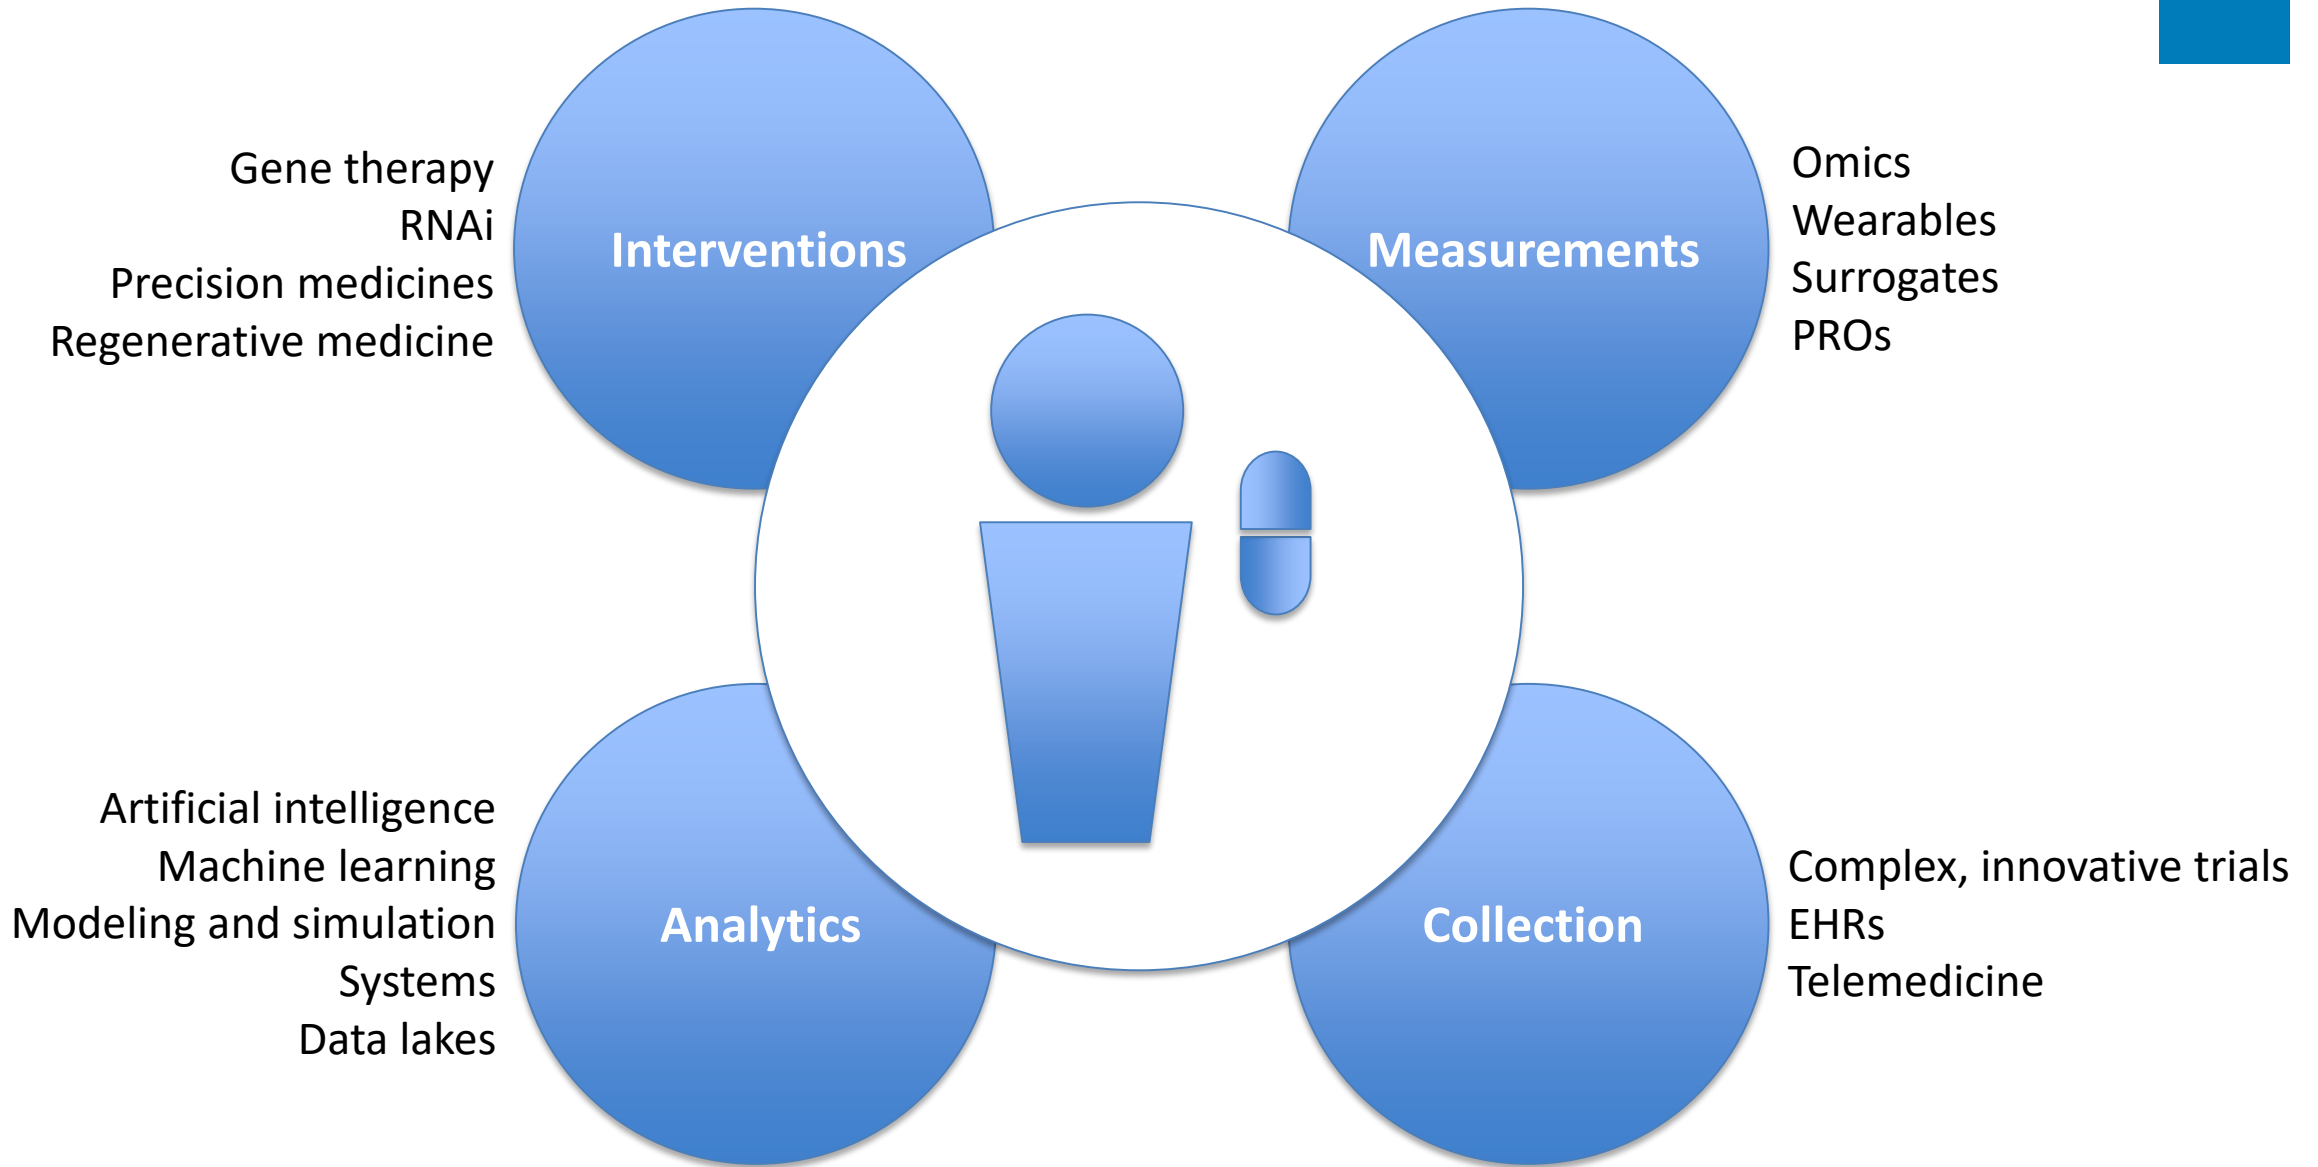 Gene therapy
RNAi
Precision medicines
Regenerative medicine
Interventions
Measurements
Omics
Wearables
Surrogates
PROs
Artificial intelligence
Machine learning
Modeling and simulation
Systems
Data lakes
Analytics
Collection
Complex, innovative trials
EHRs
Telemedicine